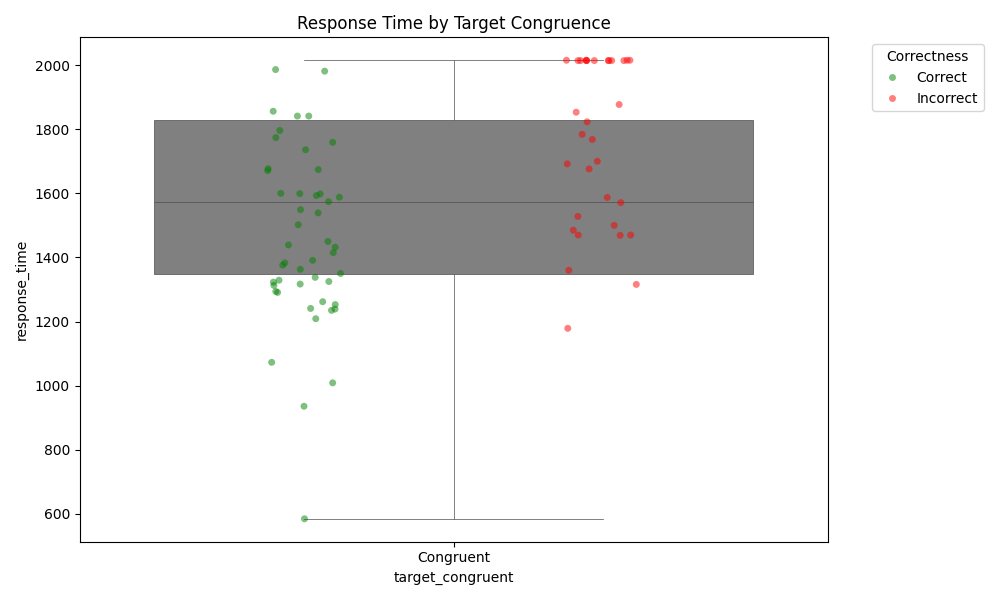 Response Time by Target Congruence
Correctness
Correct
Incorrect
response_time
2000
1800
1600
1400
1200
1000
800
600
Congruent
target_congruent